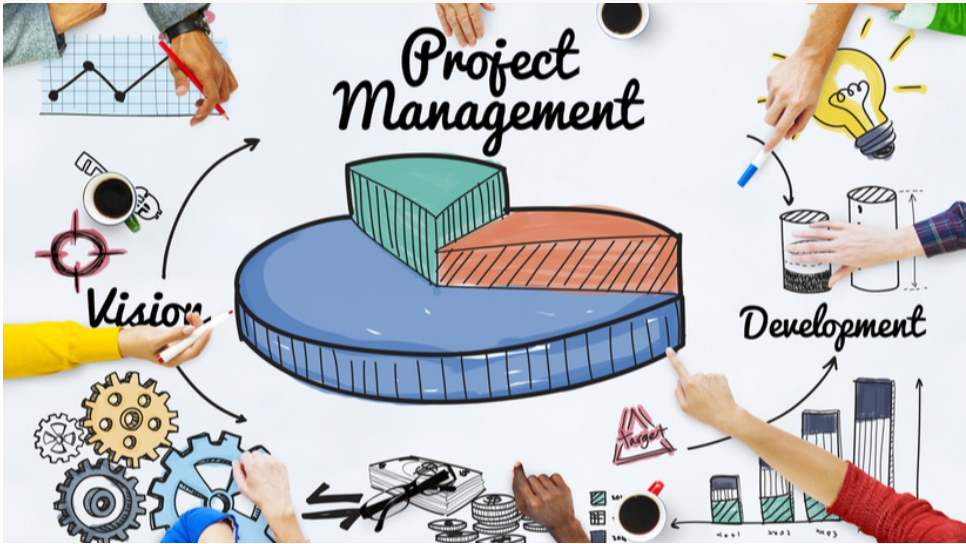 Project
Management
Vision
Development
Target